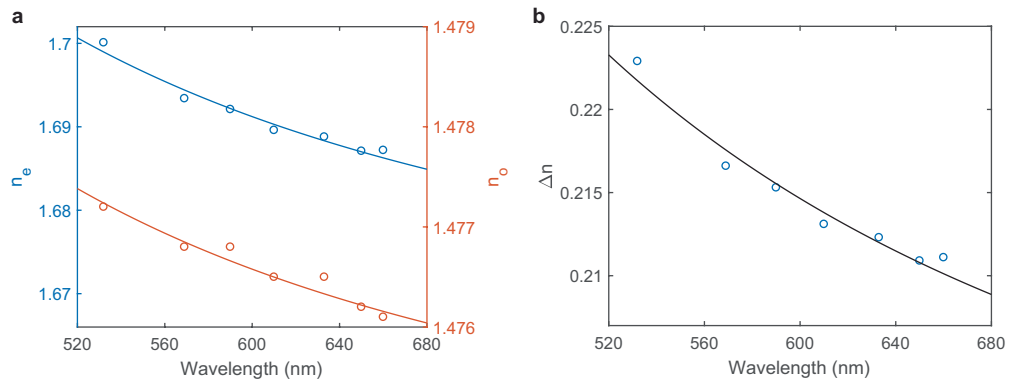 a
1.7
1.69
1.68
1.67
n_e
1.479
1.478
1.477
1.476
n_o
520 560 600 640 680
Wavelength (nm)
b
0.225
0.22
0.215
0.21
Δn
520 560 600 640 680
Wavelength (nm)